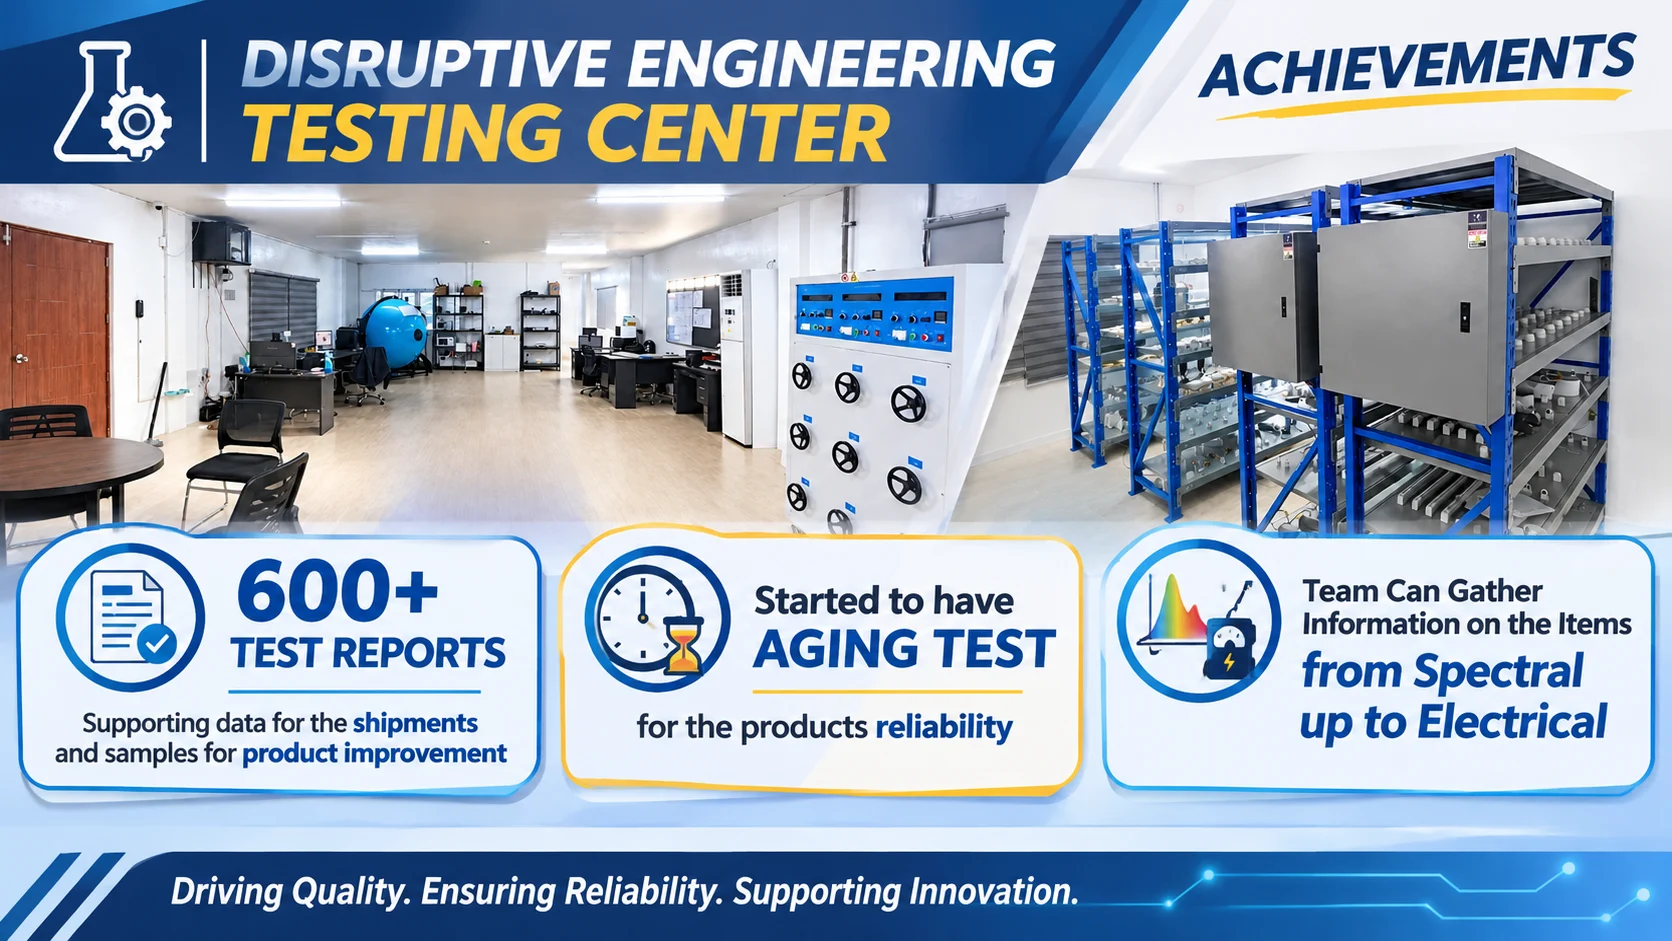 DISRUPTIVE ENGINEERING
TESTING CENTER
ACHIEVEMENTS
600+
TEST REPORTS
Supporting data for the shipments
and samples for product improvement
Started to have
AGING TEST
for the products reliability
Team Can Gather
Information on the Items
from Spectral
up to Electrical
Driving Quality. Ensuring Reliability. Supporting Innovation.